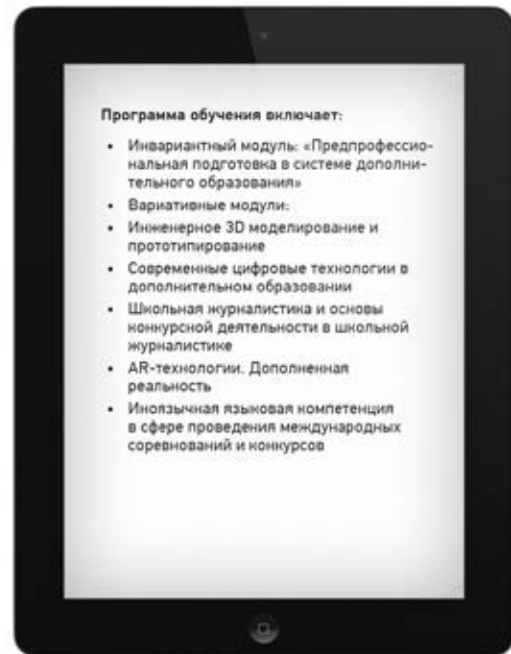 Программа обучения включает:
• Инвариантный модуль: «Предпрофессио-
нальная подготовка в системе дополни-
тельного образования»
• Вариативные модули:
• Инженерное 3D моделирование и
прототипирование
• Современные цифровые технологии в
дополнительном образовании
• Школьная журналистика и основы
конкурсной деятельности в школьной
журналистике
• AR-технологии. Дополненная
реальность
• Иноязычная языковая компетенция
в сфере проведения международных
соревнований и конкурсов